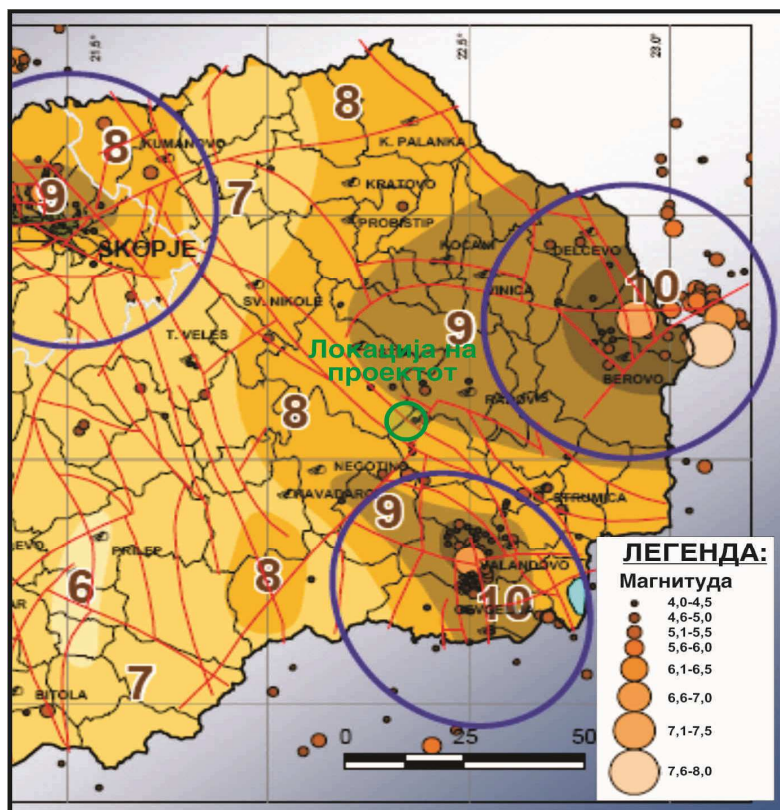 21.5°
22.5°
23.0°
8
K. PALANKA
8
KUMANOVO
7
9
KRATOVO
PROBISTIP
SKOPJE
KOCANI
DELCEVO
10
VINICA
SV. NIKOLE
9
T. VELES
Локација на
проектот
BEROVO
8
RADOVIS
NEGOTINO
KAVADARCI
STRUMICA
9
PRILEP
6
8
VALANDOVO
10
GEVGELIJA
7
BITOLA
0
25
50
ЛЕГЕНДА:
Магнитуда
4,0-4,5
4,6-5,0
5,1-5,5
5,6-6,0
6,1-6,5
6,6-7,0
7,1-7,5
7,6-8,0